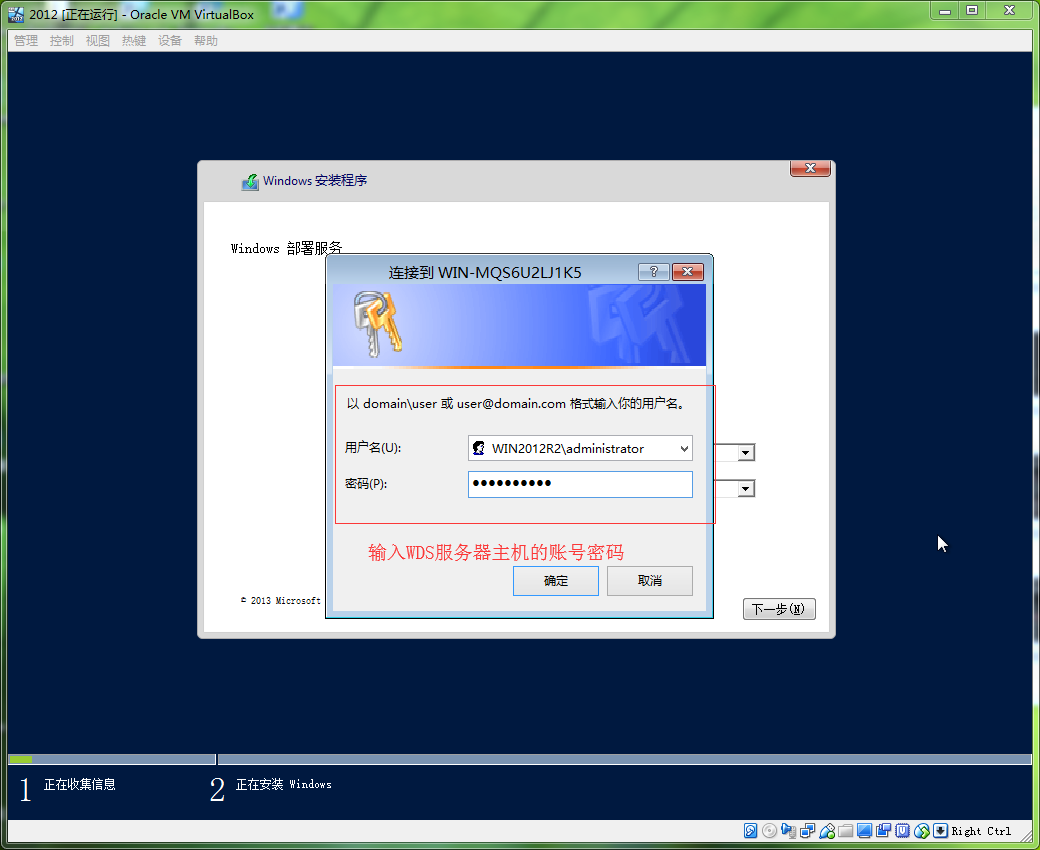 2012 [正在运行] - Oracle VM VirtualBox
管理 控制 视图 热键 设备 帮助
Windows 安装程序
Windows 部署服务
连接到 WIN-MQS6U2LJ1K5
以 domain\user 或 user@domain.com 格式输入你的用户名。
用户名(U): WIN2012R2\administrator
密码(P): ●●●●●●●●●●
输入WDS服务器主机的账号密码
确定 取消
© 2013 Microsoft
下一步(N)
1 正在收集信息 2 正在安装 Windows
Right Ctrl